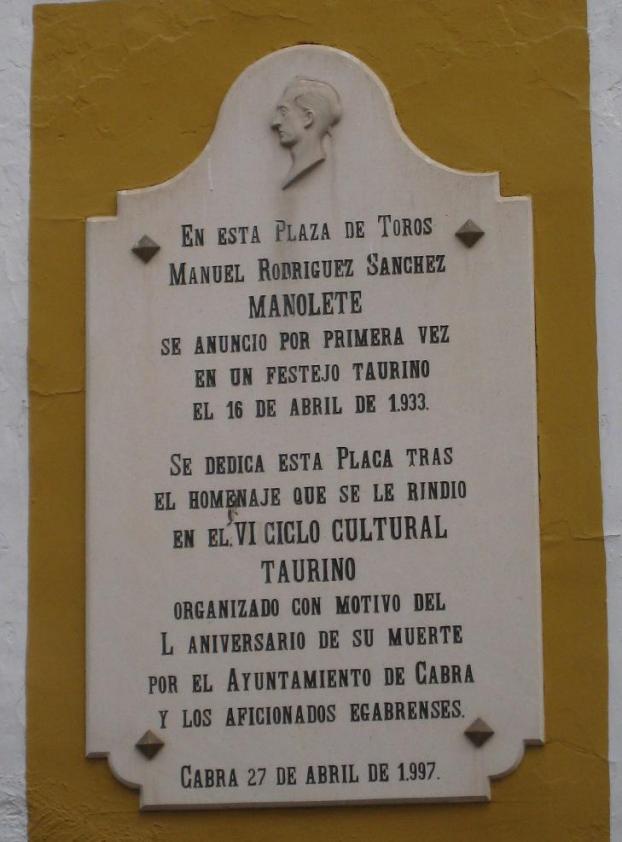 En esta Plaza de Toros
Manuel Rodriguez Sanchez
MANOLETE
se anuncio por primera vez
en un festejo taurino
el 16 de abril de 1.933.
Se dedica esta Placa tras
el homenaje que se le rindio
en el VI CICLO CULTURAL
TAURINO
organizado con motivo del
L aniversario de su muerte
por el Ayuntamiento de Cabra
y los aficionados egabrenses.
Cabra 27 de abril de 1.997.